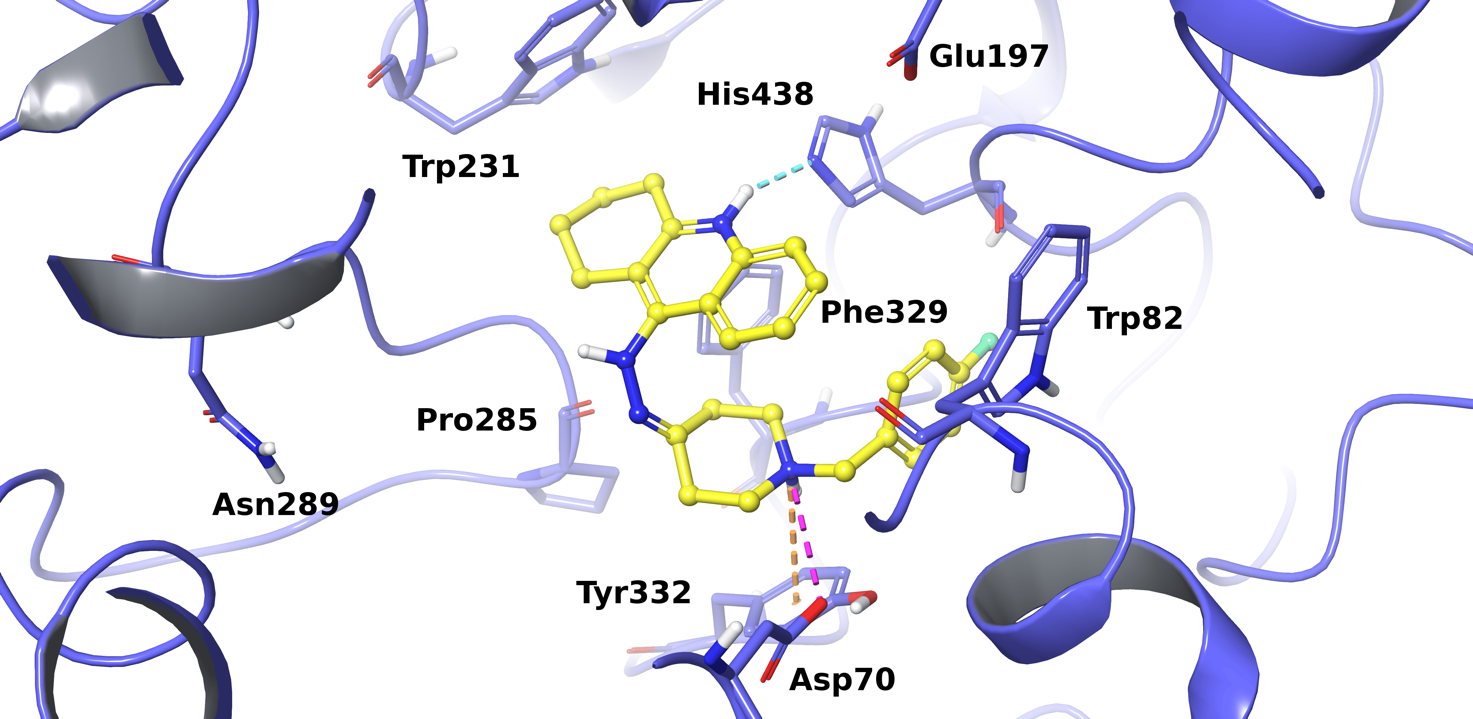 Glu197
His438
Trp231
Phe329
Trp82
Pro285
Asn289
Tyr332
Asp70